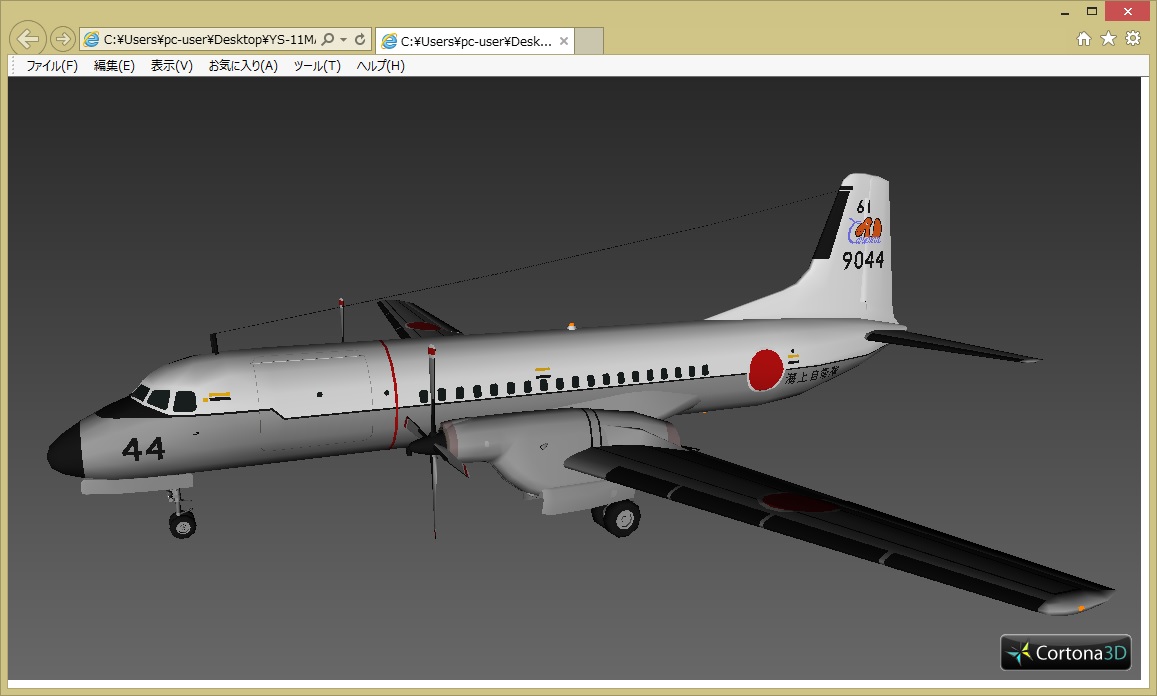 C:¥Users¥pc-user¥Desktop¥YS-11M
C:¥Users¥pc-user¥Desk...
ファイル(F) 編集(E) 表示(V) お気に入り(A) ツール(T) ヘルプ(H)
61
9044
海上自衛隊
44
Cortona3D